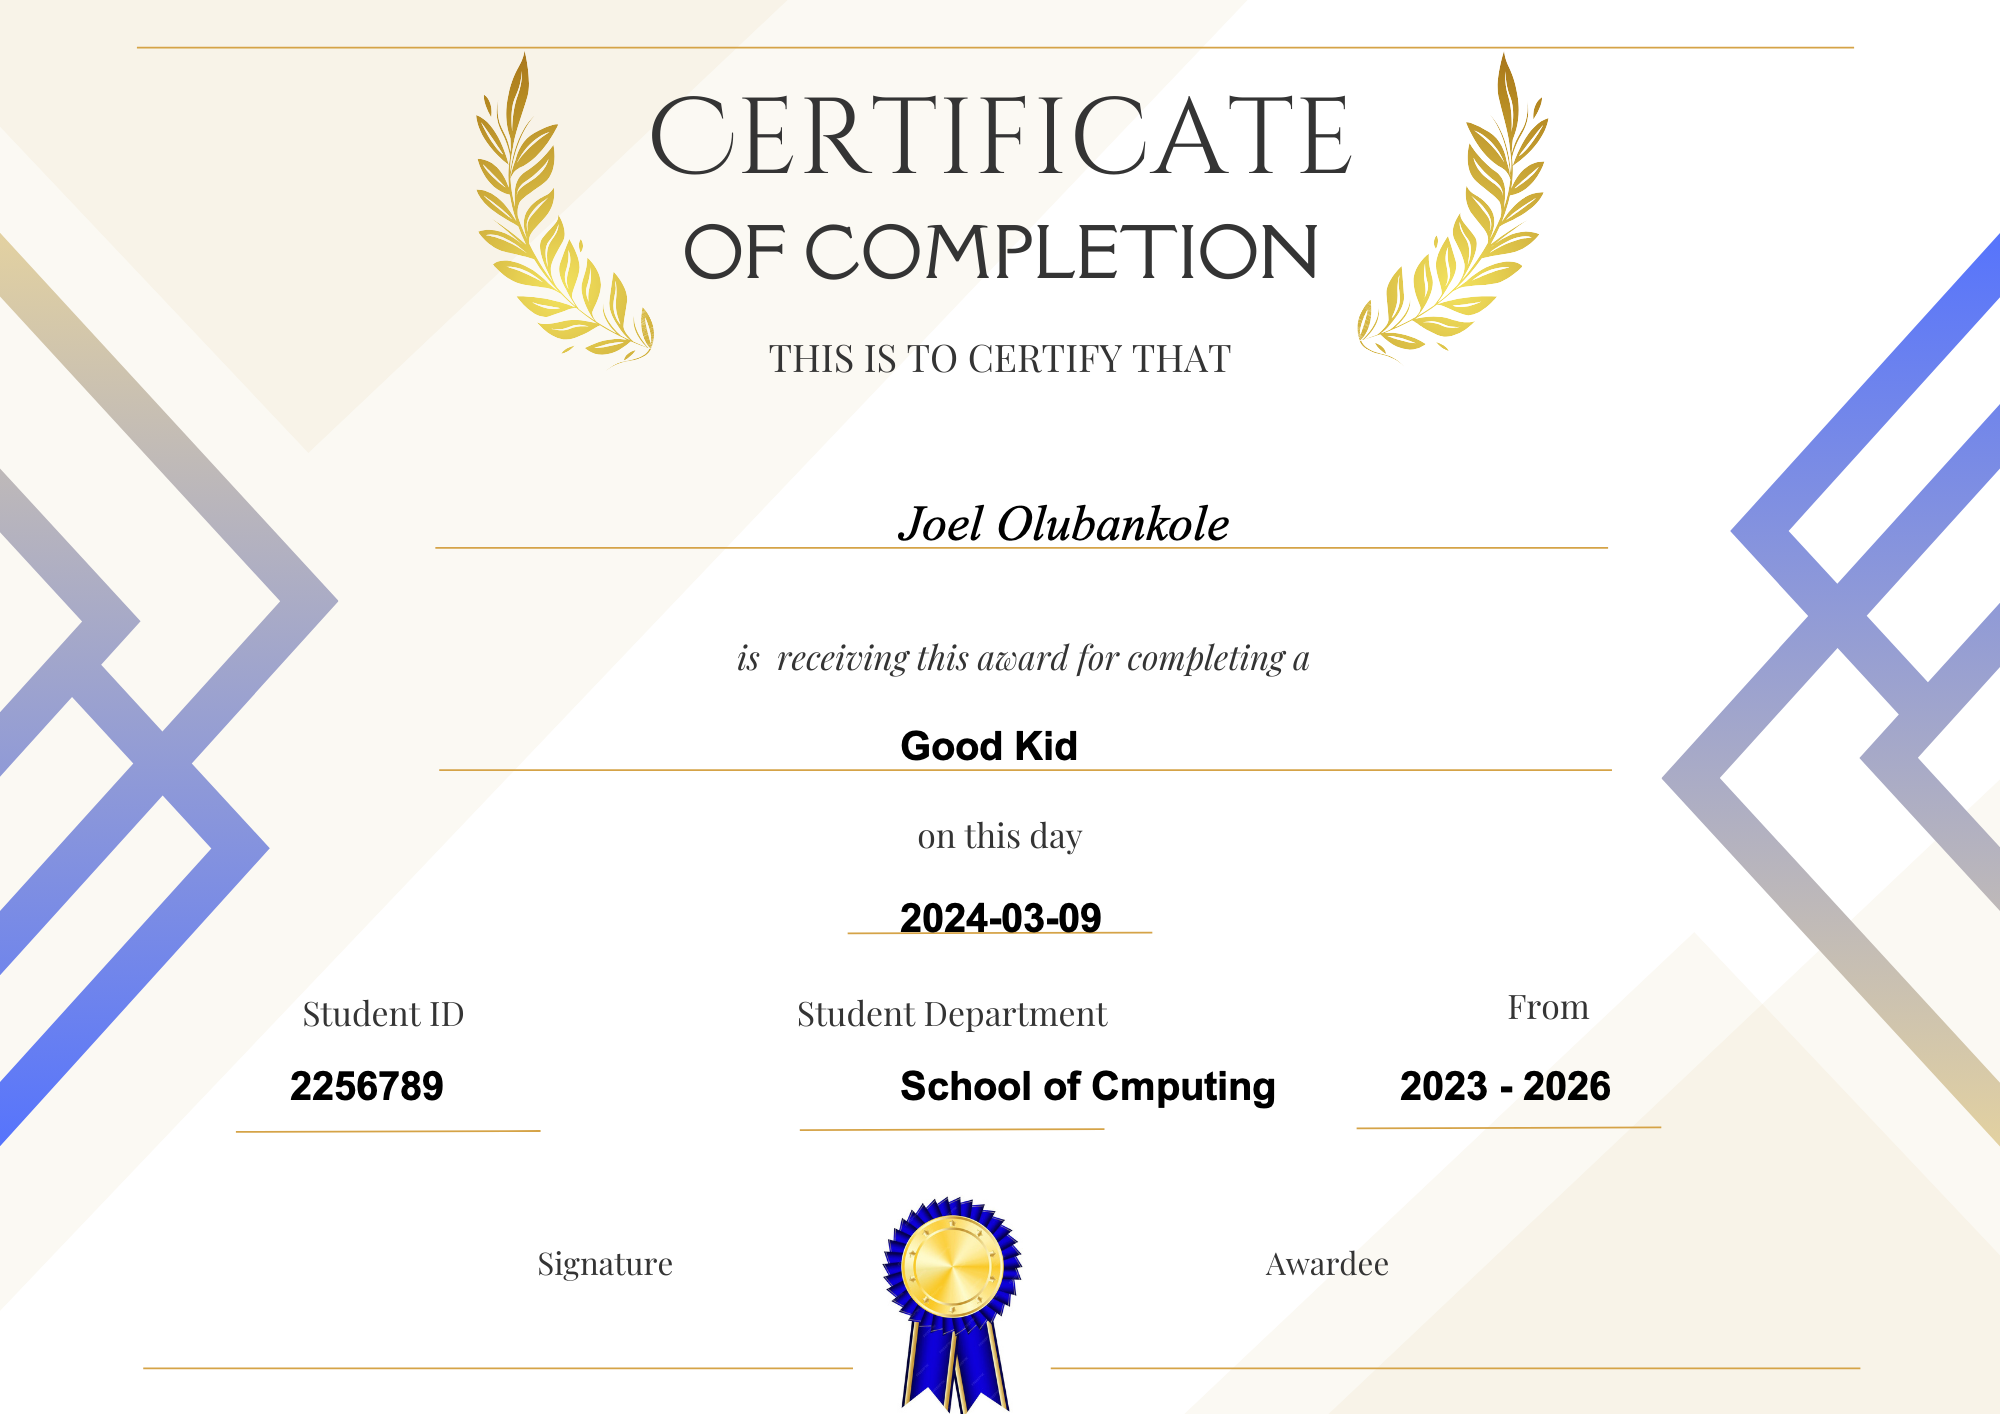 CERTIFICATE
OF COMPLETION
THIS IS TO CERTIFY THAT
Joel Olubankole
is receiving this award for completing a
Good Kid
on this day
2024-03-09
Student ID
Student Department
From
2256789
School of Cmputing
2023 - 2026
Signature
Awardee